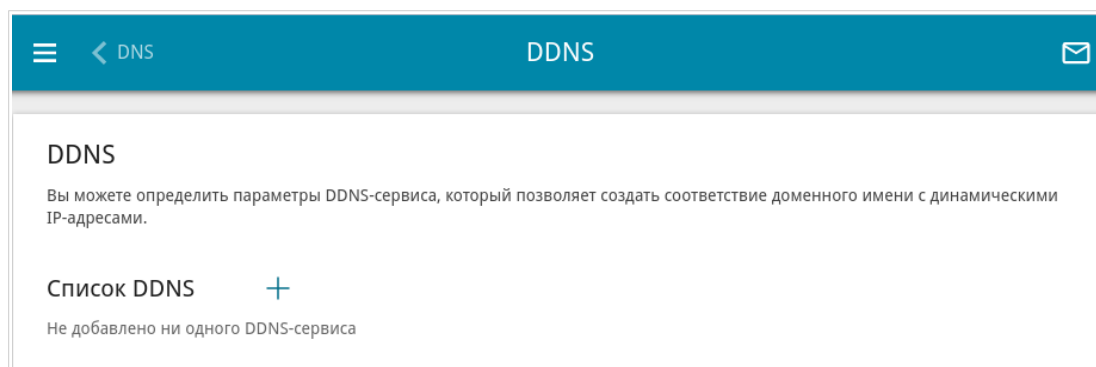 DNS
DDNS
DDNS
Вы можете определить параметры DDNS-сервиса, который позволяет создать соответствие доменного имени с динамическими
IP-адресами.
Список DDNS
Не добавлено ни одного DDNS-сервиса